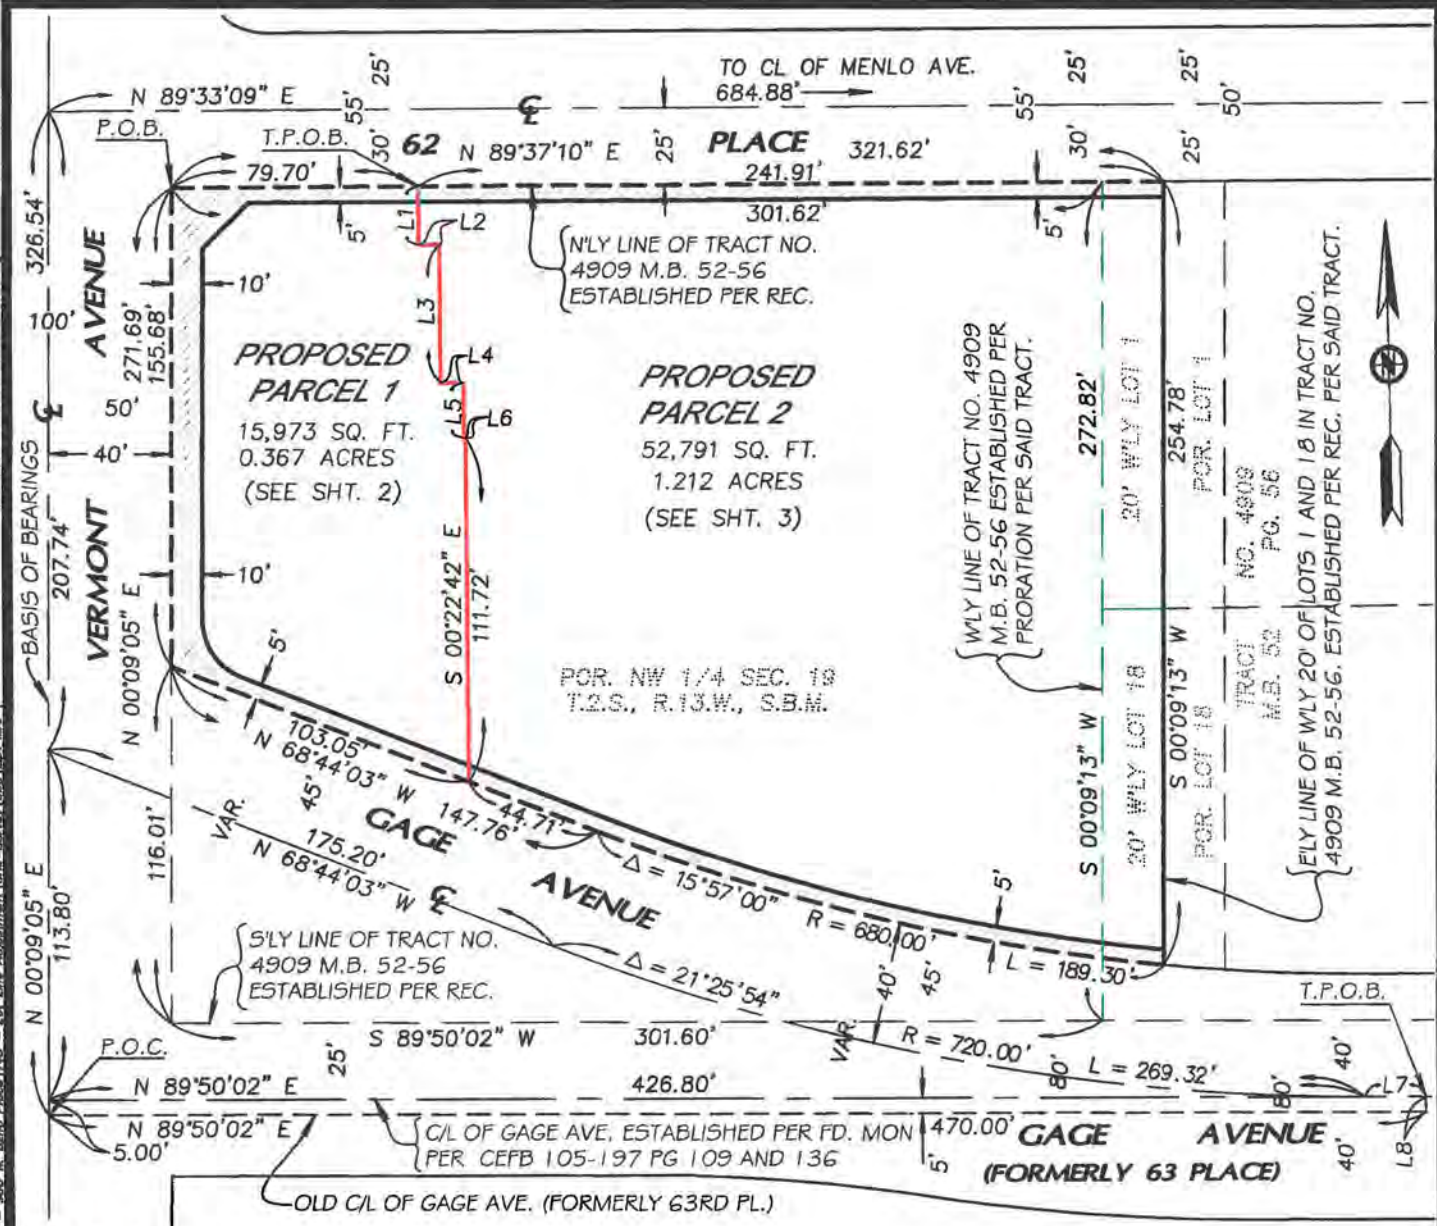 TO CL OF MENLO AVE.
684.88'
N 89°33'09" E
55'
25'
25'
55'
25'
50'
P.O.B.
T.P.O.B.
30'
62
N 89°37'10" E
25'
PLACE
321.62'
30'
25'
79.70'
241.91'
301.62'
5'
L1
L2
5'
N'LY LINE OF TRACT NO.
4909 M.B. 52-56
ESTABLISHED PER REC.
326.54'
100'
VERMONT AVENUE
271.69'
155.68'
10'
L3
L4
L5
L6
PROPOSED
PARCEL 1
15,973 SQ. FT.
0.367 ACRES
(SEE SHT. 2)
PROPOSED
PARCEL 2
52,791 SQ. FT.
1.212 ACRES
(SEE SHT. 3)
50'
40'
BASIS OF BEARINGS
207.74'
N 00°09'05" E
10'
5'
S 00°22'42" E
111.72'
POR. NW 1/4 SEC. 19
T.2.S., R.13.W., S.B.M.
WLY LINE OF TRACT NO. 4909
M.B. 52-56 ESTABLISHED PER
PRORATION PER SAID TRACT.
272.82'
S 00°09'13" W
20' W'LY LOT 1
20' W'LY LOT 18
254.78'
S 00°09'13" W
POR. LOT 1
POR. LOT 18
TRACT NO. 4909
M.B. 52 PG. 56
E'LY LINE OF WLY 20' OF LOTS 1 AND 18 IN TRACT NO.
4909 M.B. 52-56. ESTABLISHED PER REC. PER SAID TRACT.
N
103.05'
N 68°44'03" W
45'
147.76'
44.71'
GAGE AVENUE
Δ = 15°57'00"
R = 680.00'
L = 189.30'
5'
116.01'
VAR.
175.20'
N 68°44'03" W
Δ = 21°25'54"
40'
45'
VAR.
R = 720.00'
L = 269.32'
80'
80'
40'
T.P.O.B.
N 00°09'05" E
113.80'
S'LY LINE OF TRACT NO.
4909 M.B. 52-56
ESTABLISHED PER REC.
S 89°50'02" W
301.60'
P.O.C.
25'
N 89°50'02" E
426.80'
L7
N 89°50'02" E
5.00'
C/L OF GAGE AVE. ESTABLISHED PER FD. MON
PER CEFB 105-197 PG 109 AND 136
470.00'
5'
GAGE AVENUE
(FORMERLY 63 PLACE)
40'
L8
OLD C/L OF GAGE AVE. (FORMERLY 63RD PL.)